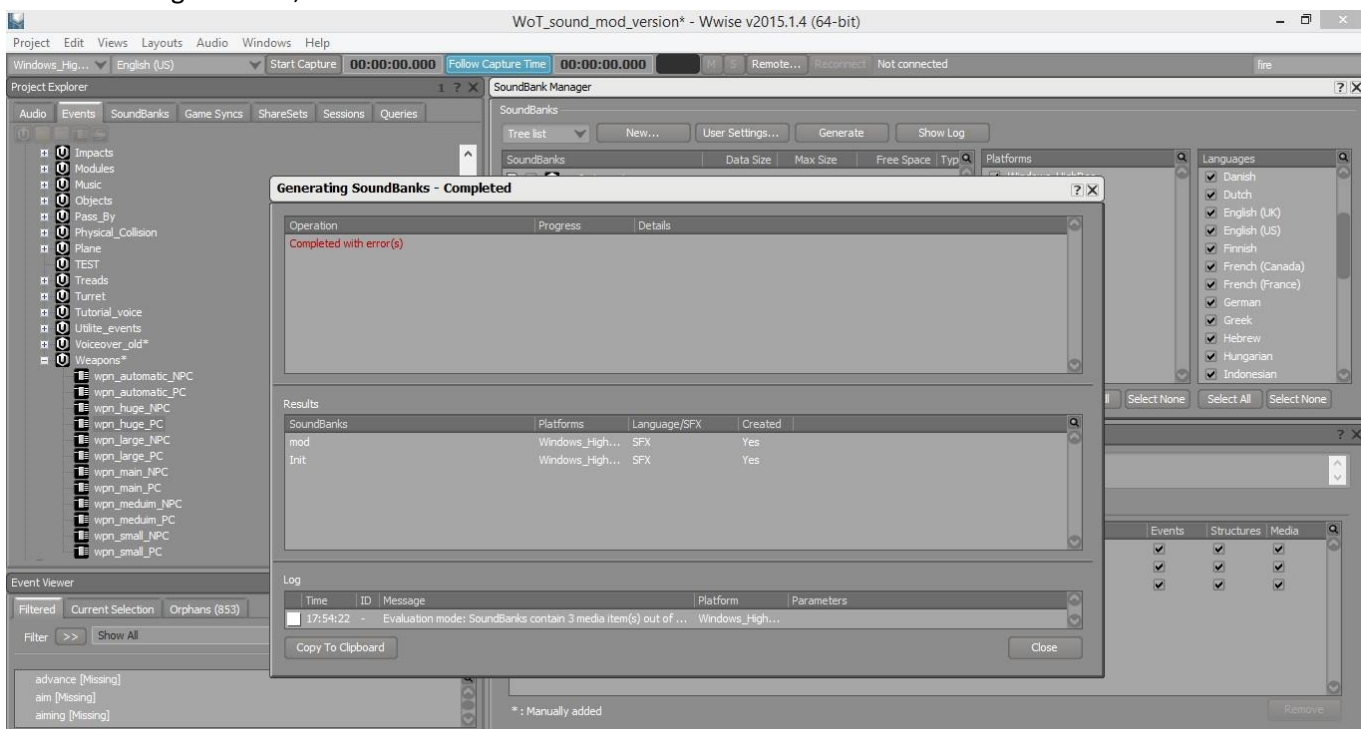 WoT_sound_mod_version* - Wwise v2015.1.4 (64-bit)
Project Edit Views Layouts Audio Windows Help
Windows_Hig... English (US) Start Capture 00:00:00.000 Follow Capture Time 00:00:00.000 M S Remote... Reconnect Not connected fire
Project Explorer 1 ? X
Audio Events SoundBanks Game Syncs ShareSets Sessions Queries
Impacts
Modules
Music
Objects
Pass_By
Physical_Collision
Plane
TEST
Treads
Turret
Tutorial_voice
Utilite_events
Voiceover_old*
Weapons*
wpn_automatic_NPC
wpn_automatic_PC
wpn_huge_NPC
wpn_huge_PC
wpn_large_NPC
wpn_large_PC
wpn_main_NPC
wpn_main_PC
wpn_meduim_NPC
wpn_meduim_PC
wpn_small_NPC
wpn_small_PC
Event Viewer
Filtered Current Selection Orphans (853)
Filter >> Show All
advance [Missing]
aim [Missing]
aiming [Missing]
SoundBank Manager ? X
SoundBanks
Tree list New... User Settings... Generate Show Log
SoundBanks Data Size Max Size Free Space Typ
Platforms
Languages
Danish
Dutch
English (UK)
English (US)
Finnish
French (Canada)
French (France)
German
Greek
Hebrew
Hungarian
Indonesian
Select None Select All Select None
Generating SoundBanks - Completed ? X
Operation Progress Details
Completed with error(s)
Results
SoundBanks Platforms Language/SFX Created
mod Windows_High... SFX Yes
Init Windows_High... SFX Yes
Log
Time ID Message Platform Parameters
17:54:22 - Evaluation mode: SoundBanks contain 3 media item(s) out of ... Windows_High...
Copy To Clipboard Close
? X
Events Structures Media
* : Manually added Remove